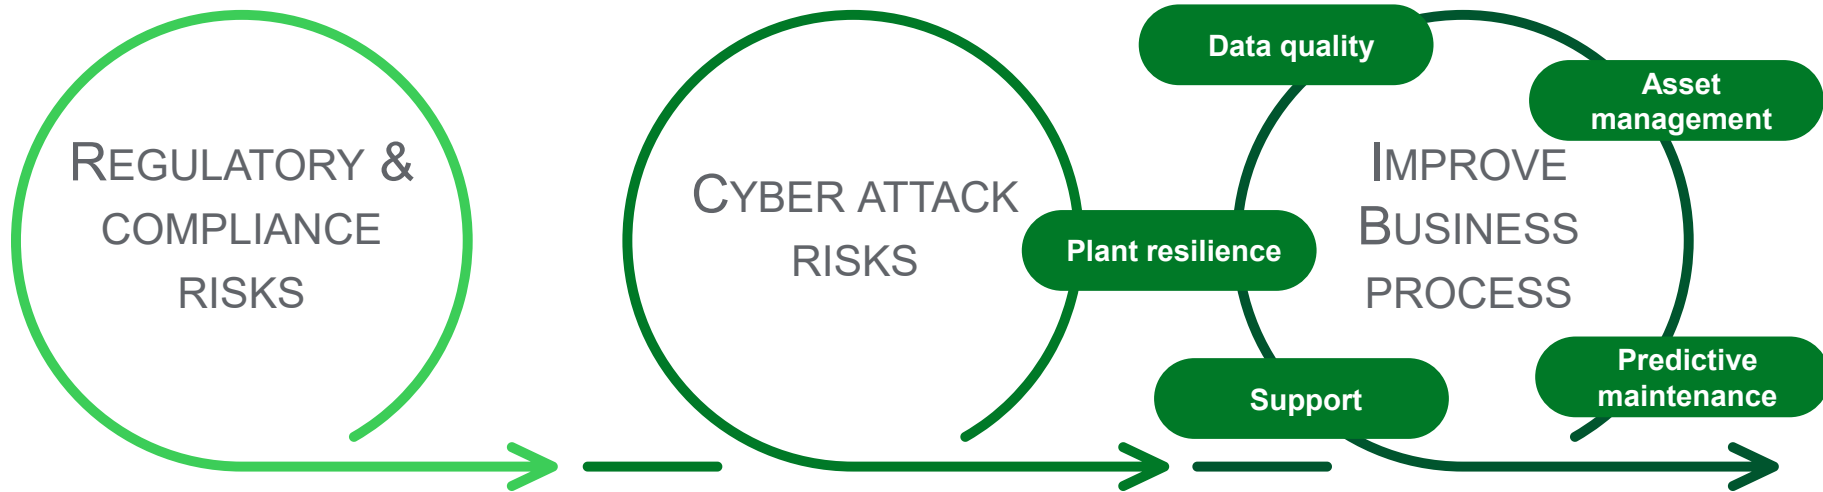 REGULATORY &
COMPLIANCE
RISKS
CYBER ATTACK
RISKS
IMPROVE
BUSINESS
PROCESS
Data quality
Asset
management
Plant resilience
Predictive
maintenance
Support